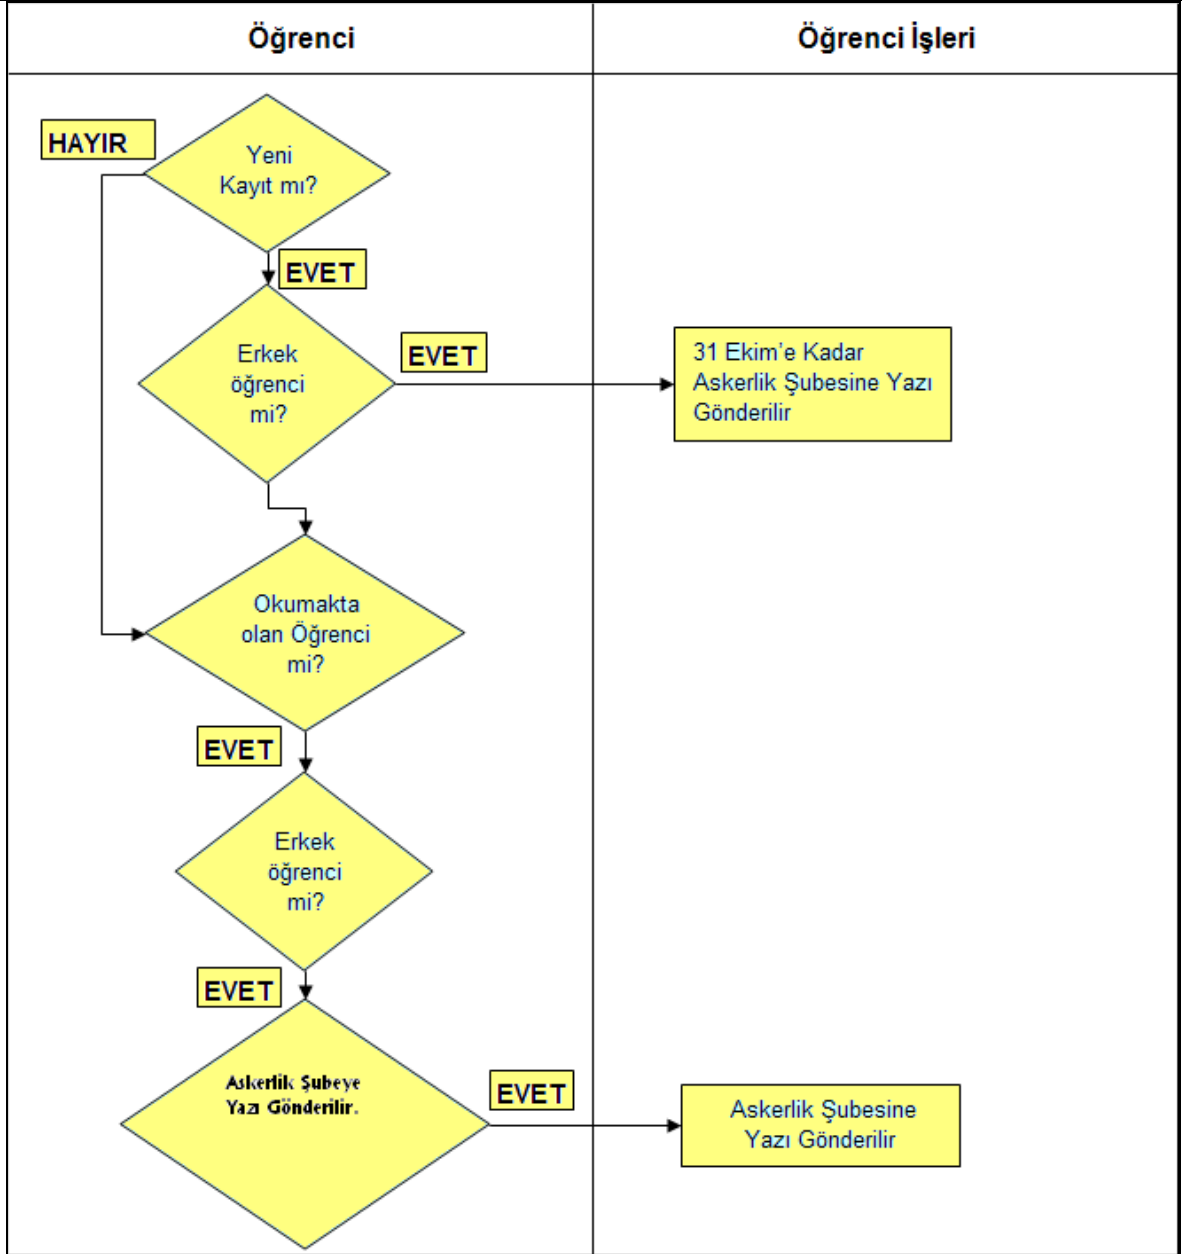 Öğrenci
Öğrenci İşleri
HAYIR
Yeni
Kayıt mı?
EVET
Erkek
öğrenci
mi?
EVET
31 Ekim’e Kadar
Askerlik Şubesine Yazı
Gönderilir
Okumakta
olan Öğrenci
mi?
EVET
Erkek
öğrenci
mi?
EVET
Askerlik Şubeye
Yazı Gönderilir.
EVET
Askerlik Şubesine
Yazı Gönderilir